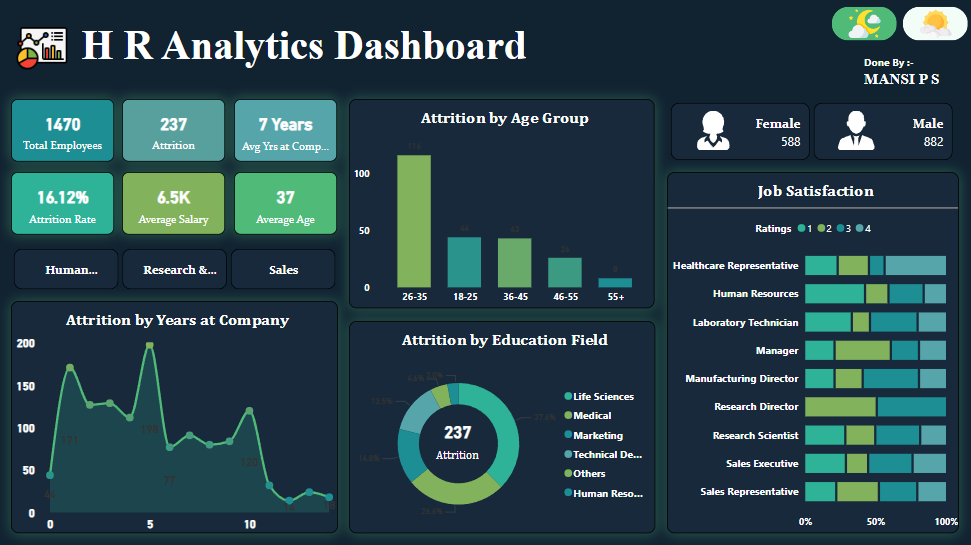 H R Analytics Dashboard
Done By :-
MANSI P S
1470
Total Employees
237
Attrition
7 Years
Avg Yrs at Comp...
16.12%
Attrition Rate
6.5K
Average Salary
37
Average Age
Human...
Research &...
Sales
Attrition by Years at Company
200
150
100
50
0
0
5
10
Attrition by Age Group
100
50
0
26-35
18-25
36-45
46-55
55+
Attrition by Education Field
237
Attrition
Life Sciences
Medical
Marketing
Technical De...
Others
Human Reso...
Female
588
Male
882
Job Satisfaction
Ratings 1 2 3 4
Healthcare Representative
Human Resources
Laboratory Technician
Manager
Manufacturing Director
Research Director
Research Scientist
Sales Executive
Sales Representative
0% 50% 100%